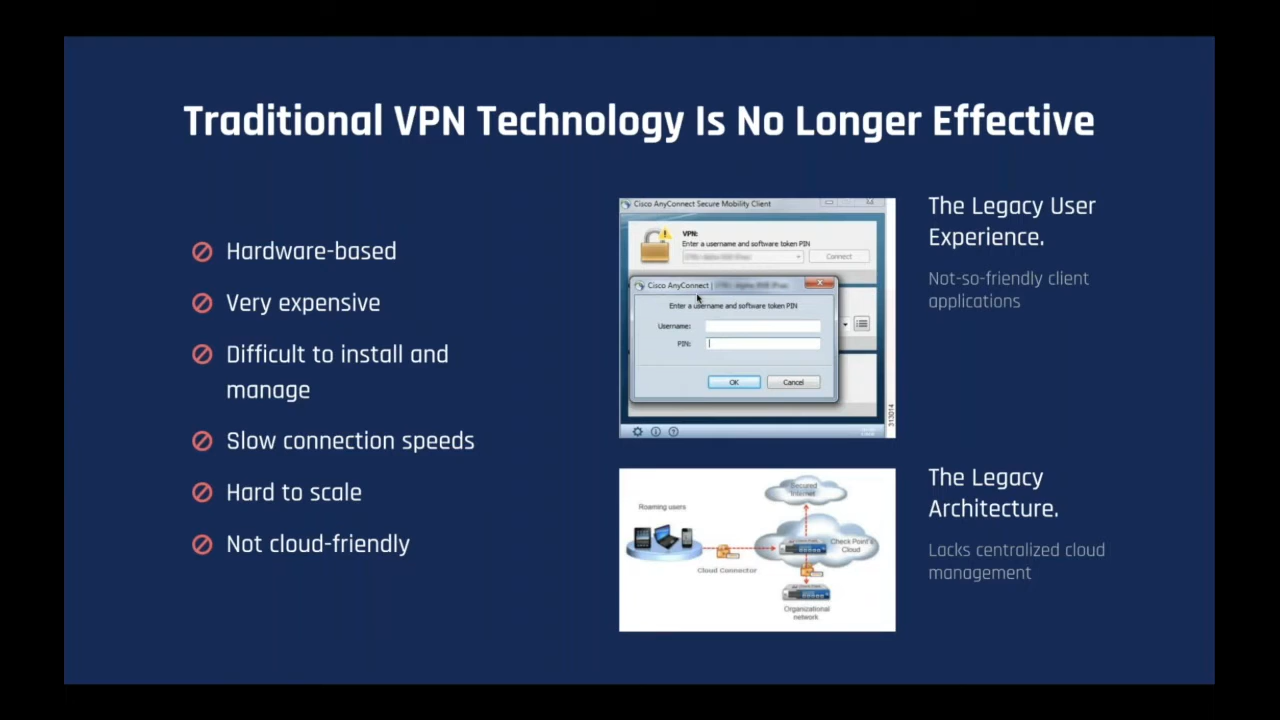 Traditional VPN Technology Is No Longer Effective
Hardware-based
Very expensive
Difficult to install and
manage
Slow connection speeds
Hard to scale
Not cloud-friendly
Cisco AnyConnect Secure Mobility Client
VPN:
Enter a username and software token PIN
Connect
Cisco AnyConnect |
Enter a username and software token PIN
Username:
PIN:
OK
Cancel
313014
The Legacy User
Experience.
Not-so-friendly client
applications
Secured
Internet
Roaming users
Check Point's
Cloud
Cloud Connector
Organizational
network
The Legacy
Architecture.
Lacks centralized cloud
management